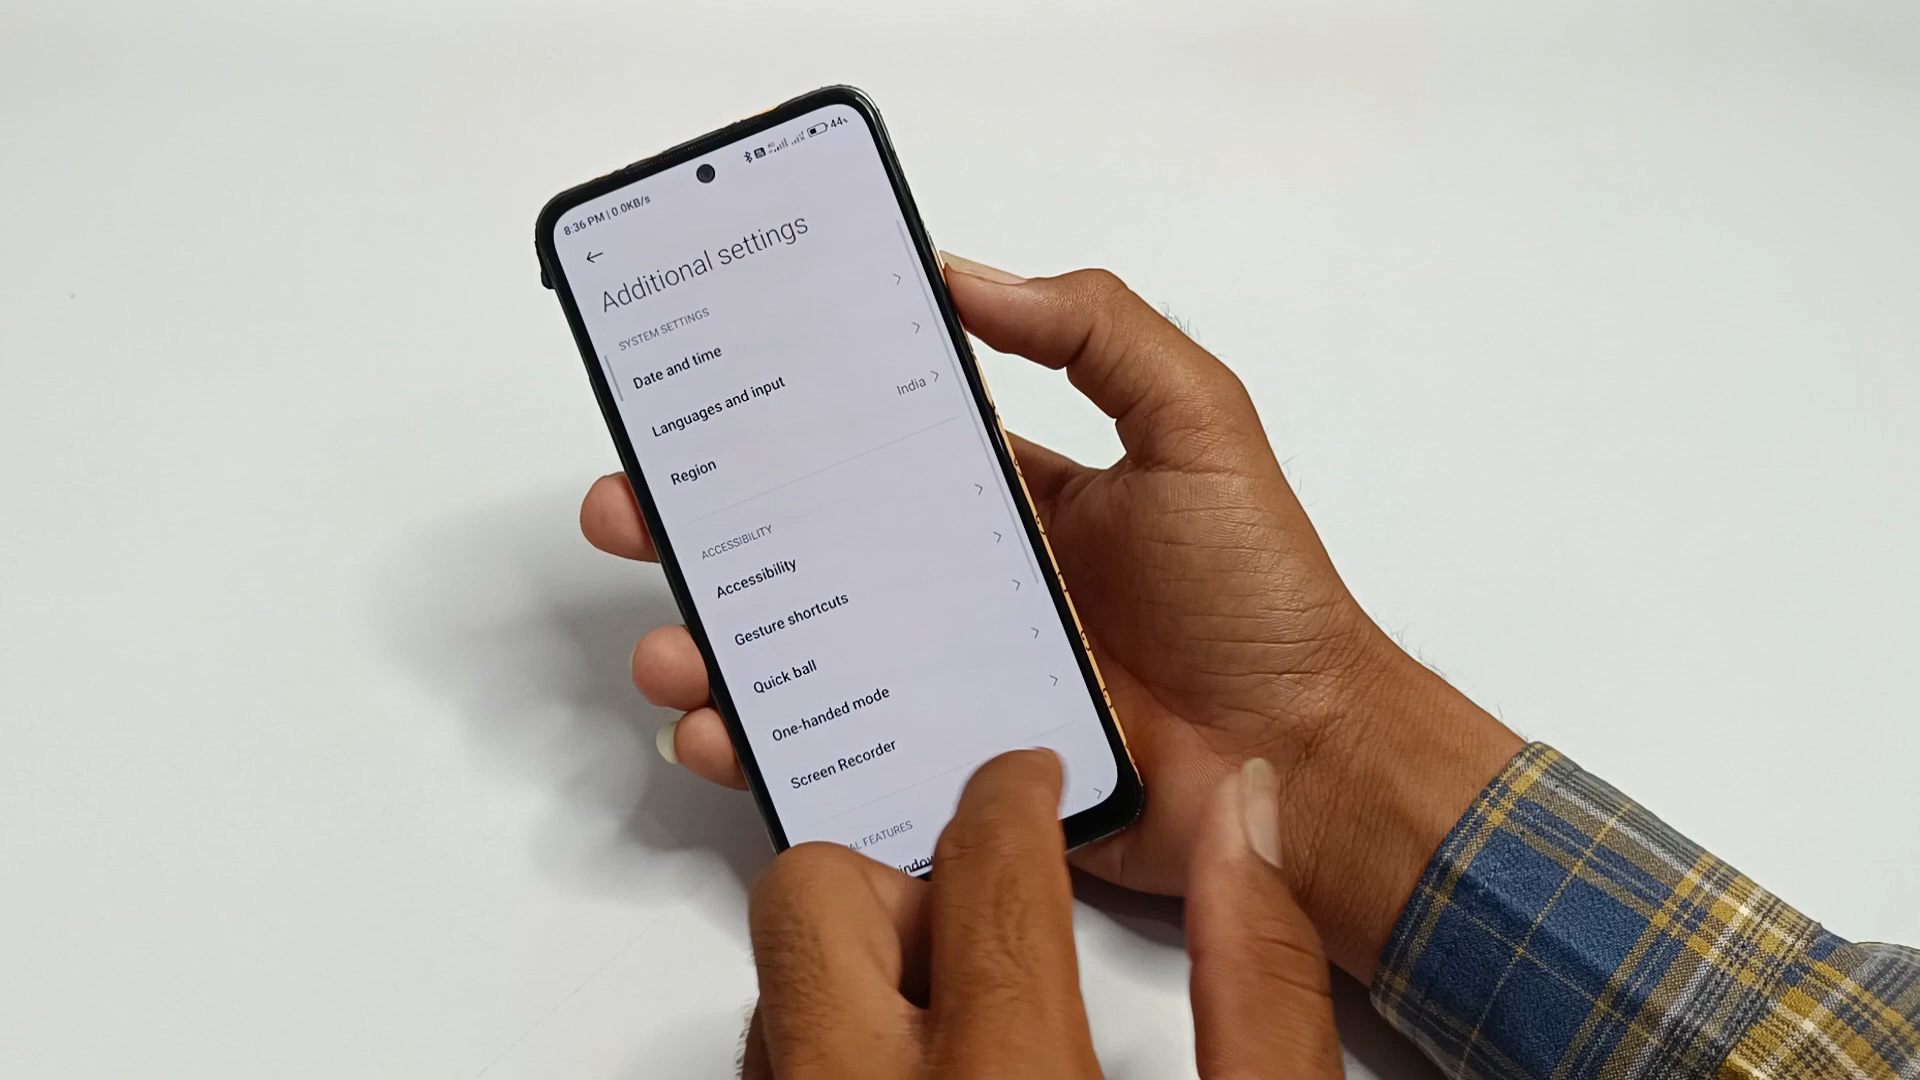 8:36 PM | 0.0KB/s
44%
Additional settings
SYSTEM SETTINGS
Date and time
Languages and input
Region
India
ACCESSIBILITY
Accessibility
Gesture shortcuts
Quick ball
One-handed mode
Screen Recorder
FEATURES